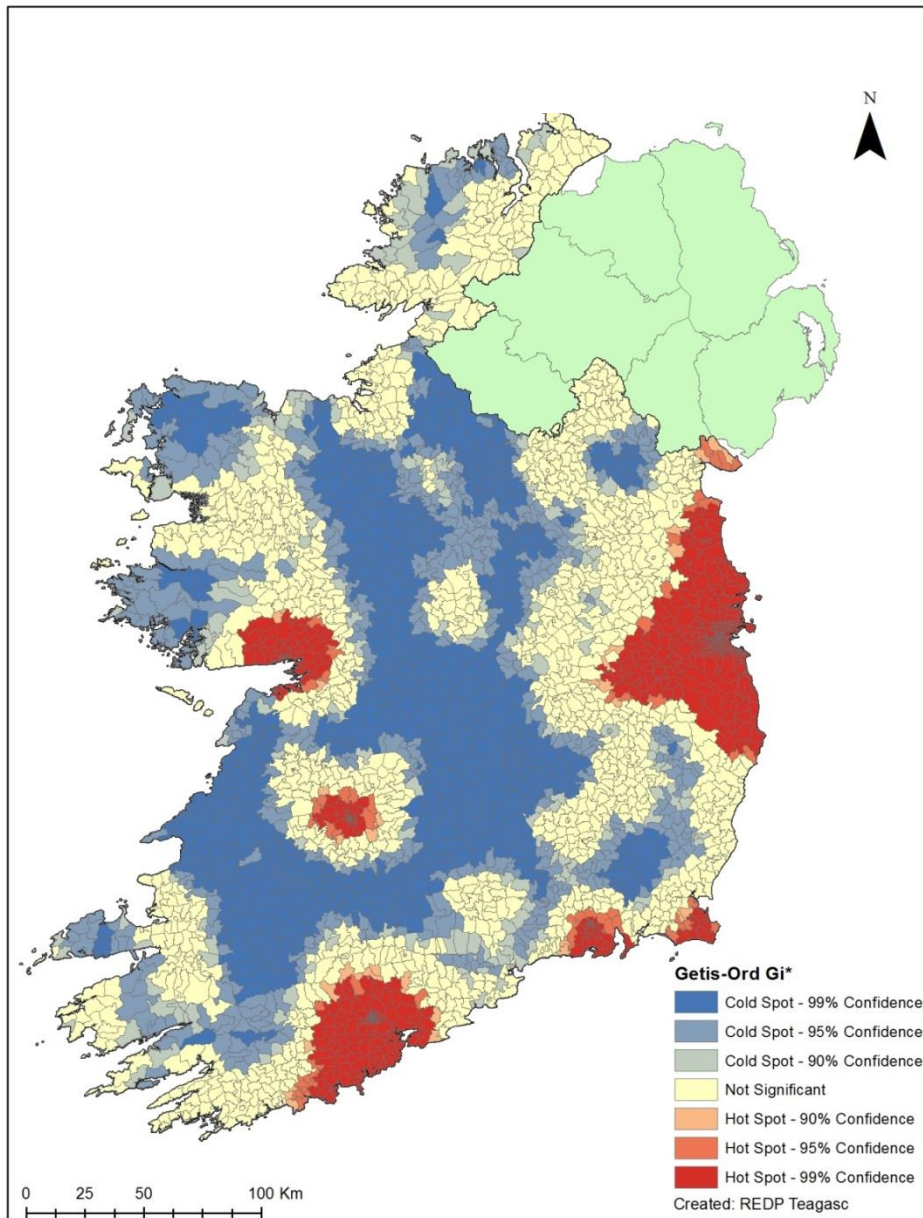 N
Getis-Ord Gi*
Cold Spot - 99% Confidence
Cold Spot - 95% Confidence
Cold Spot - 90% Confidence
Not Significant
Hot Spot - 90% Confidence
Hot Spot - 95% Confidence
Hot Spot - 99% Confidence
Created: REDP Teagasc
0 25 50 100 Km